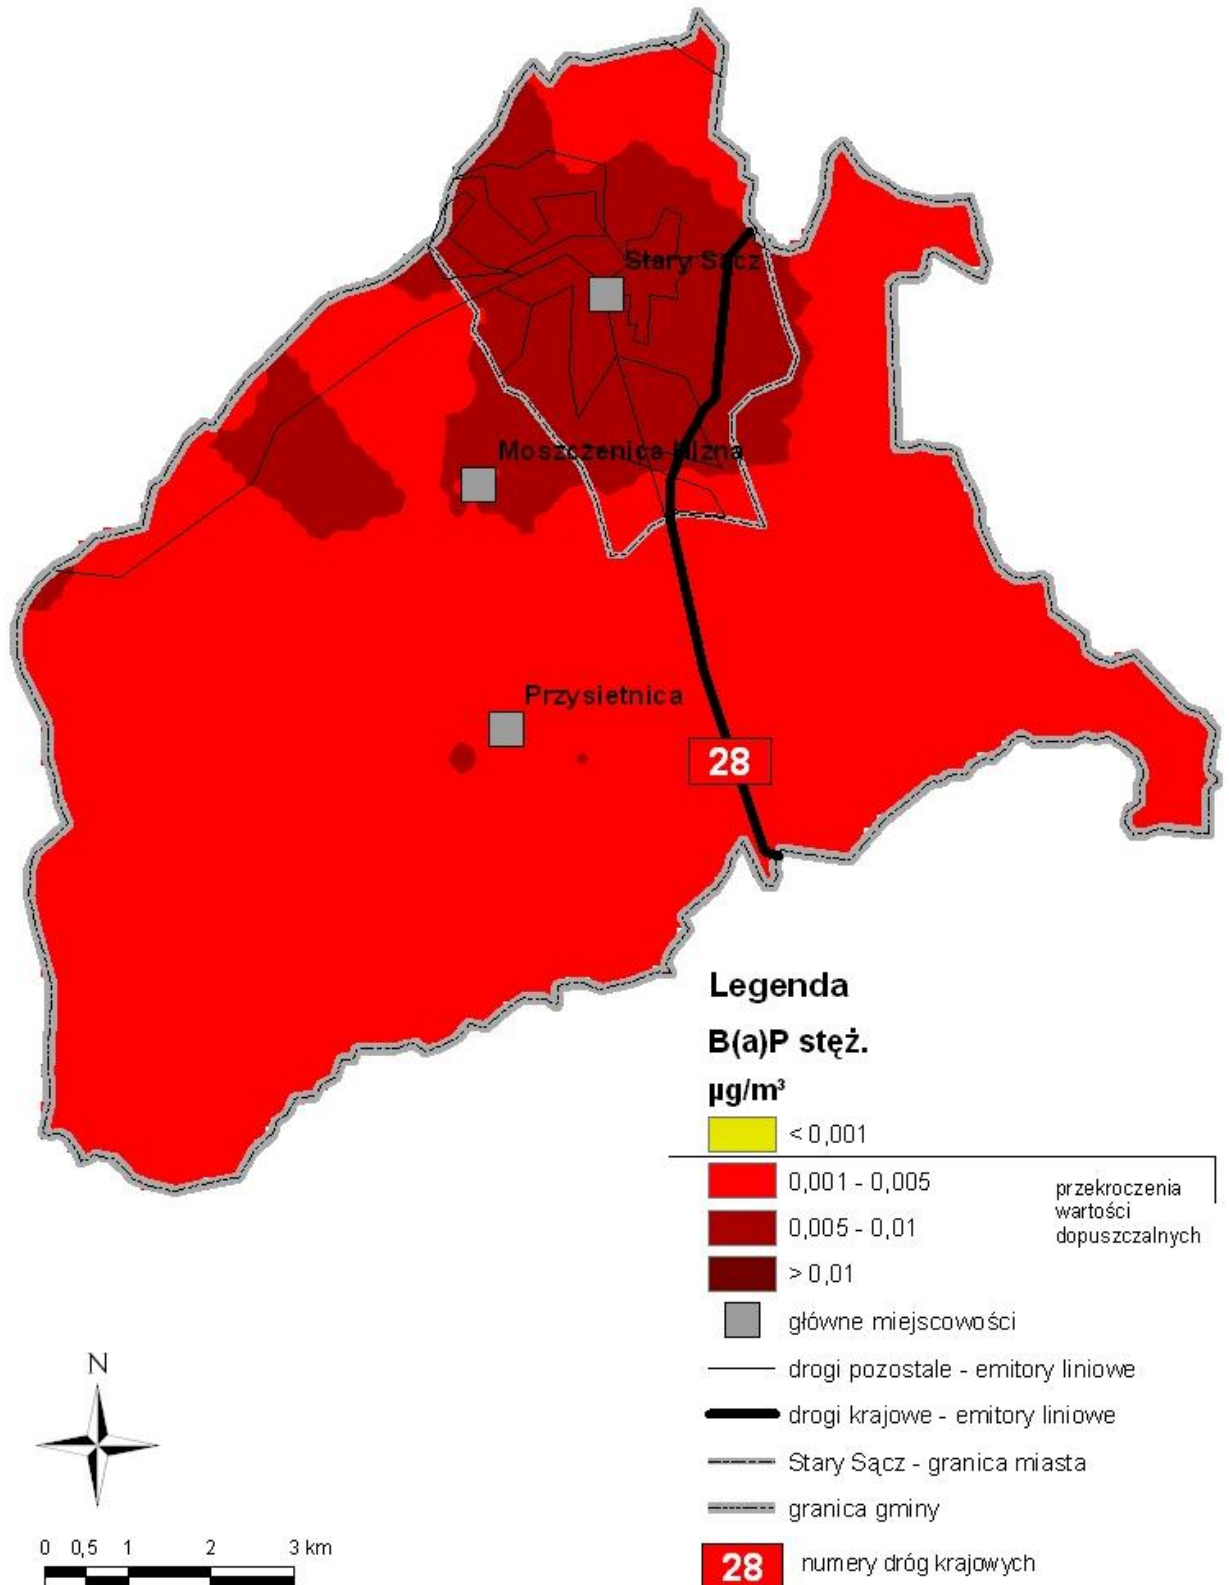 Stary Sącz
Moszczenica Niżna
Przysietnica
28
Legenda
B(a)P stęż.
µg/m³
< 0,001
0,001 - 0,005
przekroczenia
wartości
dopuszczalnych
0,005 - 0,01
> 0,01
główne miejscowości
drogi pozostałe - emitory liniowe
drogi krajowe - emitory liniowe
Stary Sącz - granica miasta
granica gminy
28 numery dróg krajowych
N
0 0,5 1 2 3 km